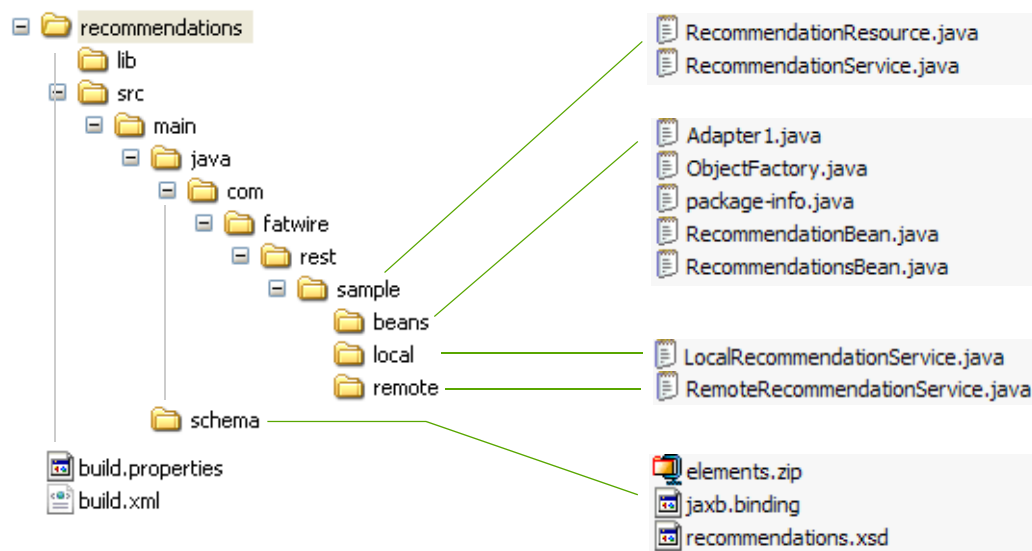 recommendations
lib
src
main
java
com
fatwire
rest
sample
beans
local
remote
schema
build.properties
build.xml
RecommendationResource.java
RecommendationService.java
Adapter1.java
ObjectFactory.java
package-info.java
RecommendationBean.java
RecommendationsBean.java
LocalRecommendationService.java
RemoteRecommendationService.java
elements.zip
jaxb.binding
recommendations.xsd